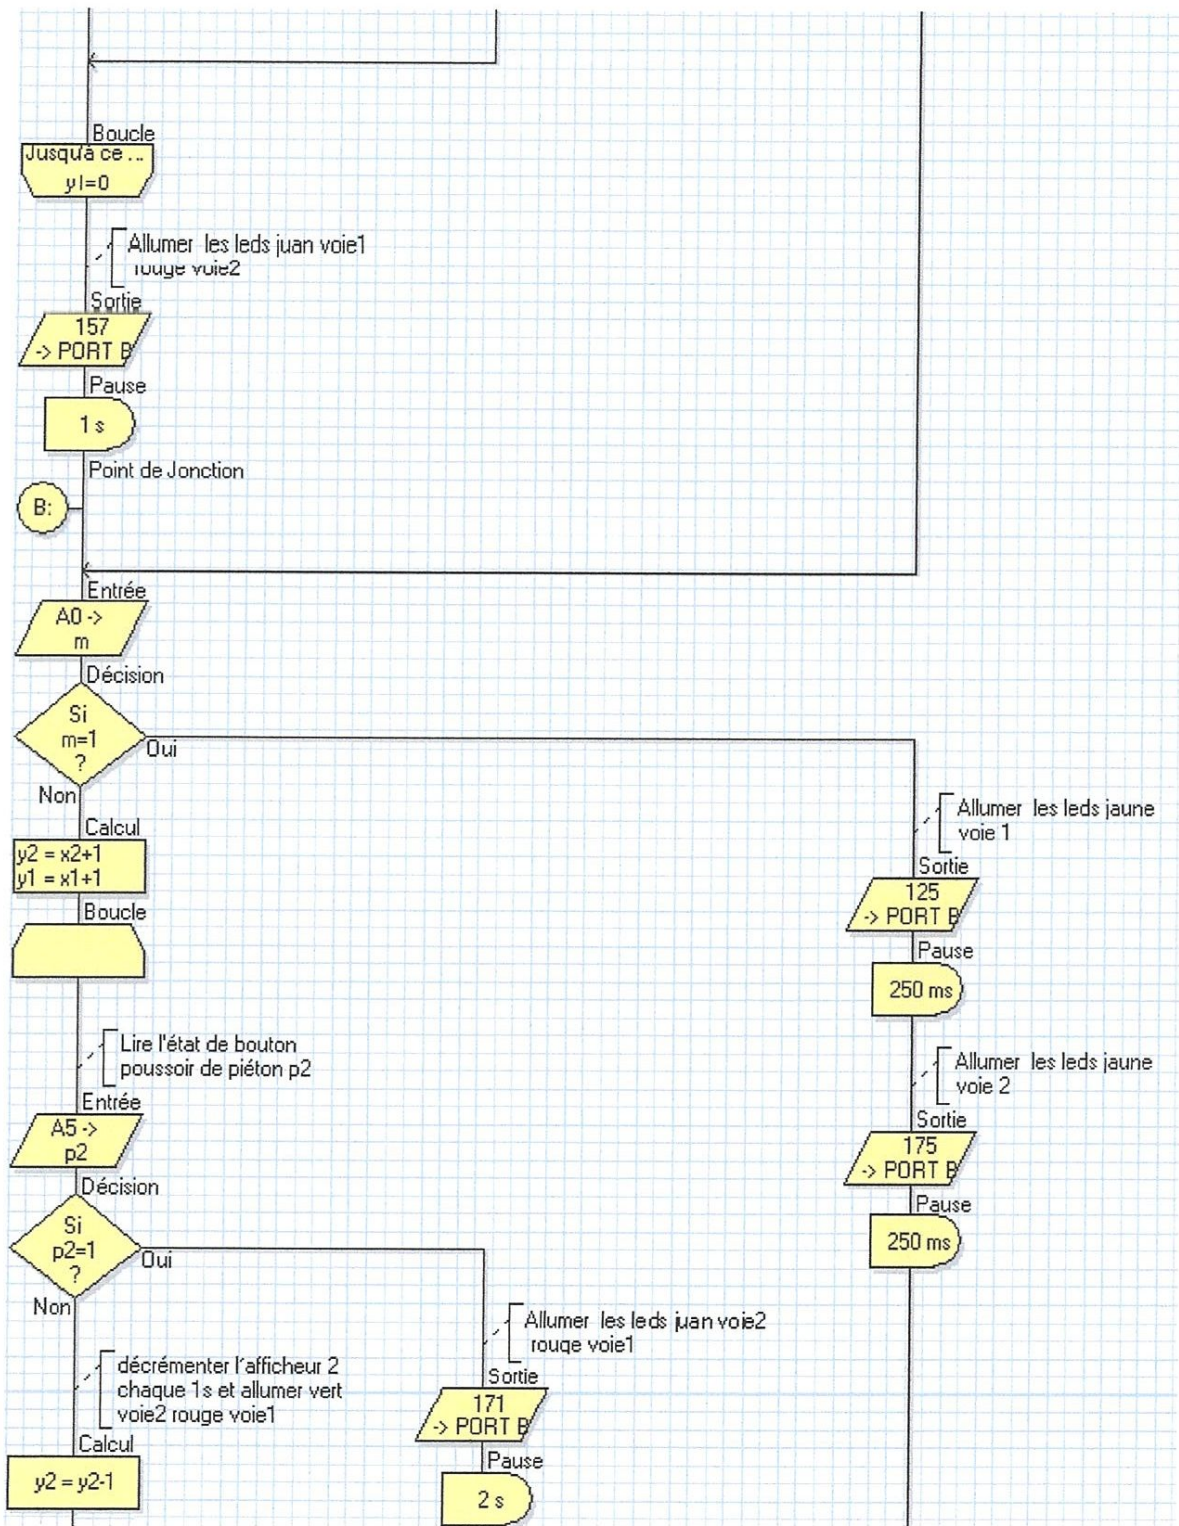 Boucle
Jusqu'à ce ...
y1=0
Allumer les leds juan voie1
rouge voie2
Sortie
157
-> PORT B
Pause
1 s
Point de Jonction
B:
Entrée
A0 ->
m
Décision
Si
m=1
?
Oui
Non
Calcul
y2 = x2+1
y1 = x1+1
Boucle
Allumer les leds jaune
voie 1
Sortie
125
-> PORT B
Pause
250 ms
Lire l'état de bouton
poussoir de piéton p2
Entrée
A5 ->
p2
Décision
Si
p2=1
?
Oui
Non
Allumer les leds jaune
voie 2
Sortie
175
-> PORT B
Pause
250 ms
décrémenter l'afficheur 2
chaque 1s et allumer vert
voie2 rouge voie1
Calcul
y2 = y2-1
Allumer les leds juan voie2
rouge voie1
Sortie
171
-> PORT B
Pause
2 s